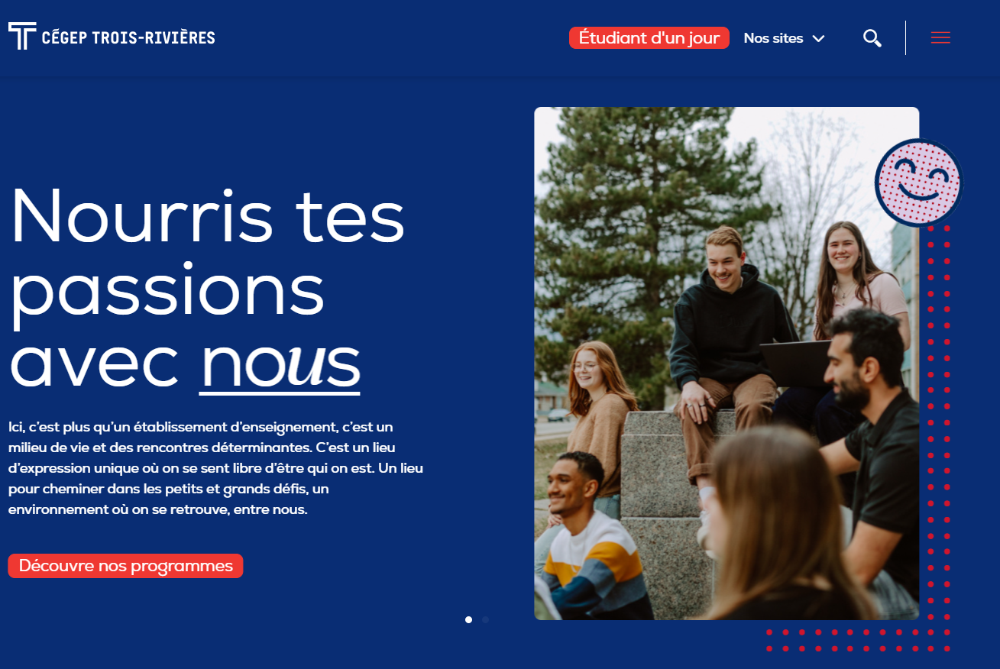 CÉGEP TROIS-RIVIÈRES
Étudiant d'un jour
Nos sites
Nourris tes
passions
avec nous
Ici, c’est plus qu’un établissement d’enseignement, c’est un
milieu de vie et des rencontres déterminantes. C’est un lieu
d’expression unique où on se sent libre d’être qui on est. Un lieu
pour cheminer dans les petits et grands défis, un
environnement où on se retrouve, entre nous.
Découvre nos programmes